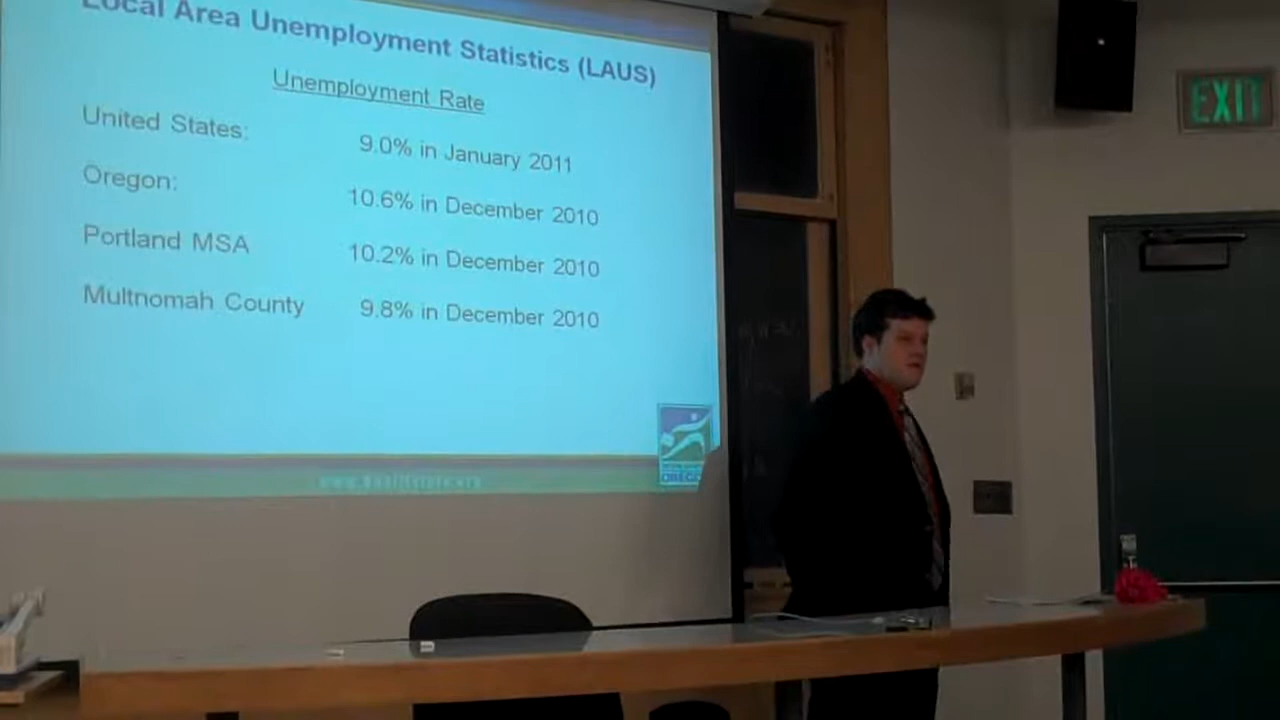 Local Area Unemployment Statistics (LAUS)
Unemployment Rate
United States: 9.0% in January 2011
Oregon: 10.6% in December 2010
Portland MSA 10.2% in December 2010
Multnomah County 9.8% in December 2010
EXIT